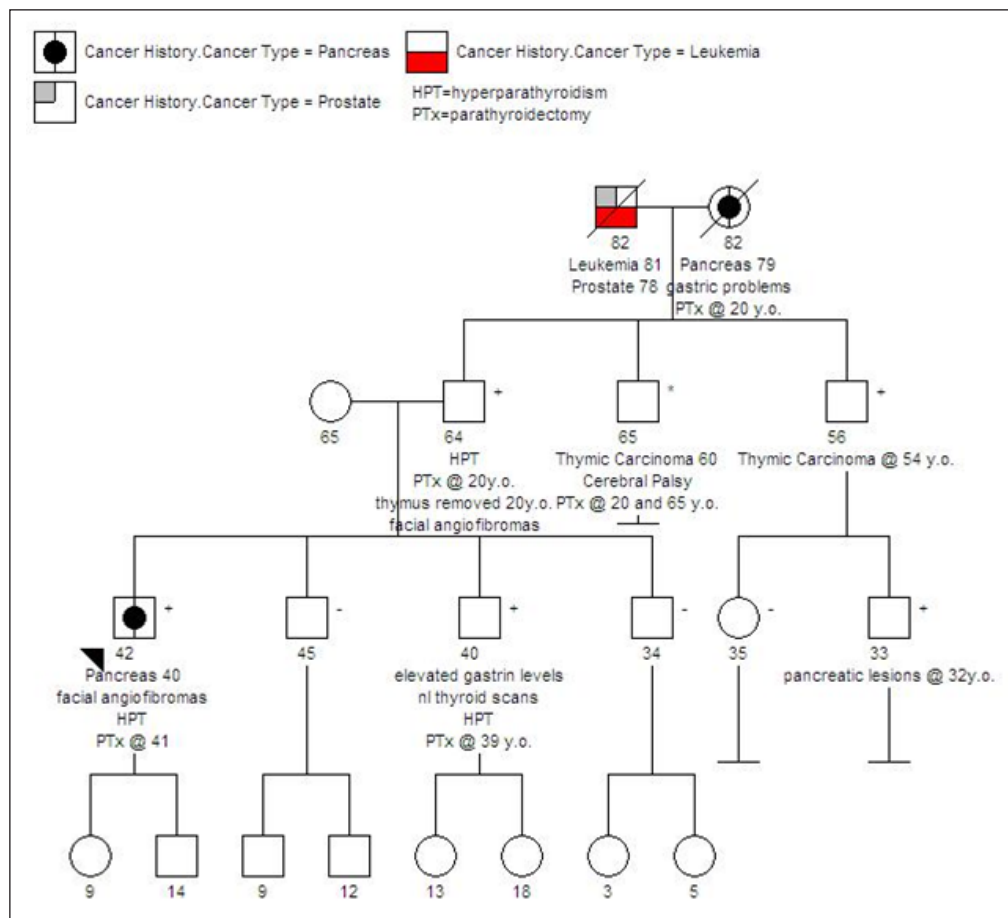 Cancer History.Cancer Type = Pancreas
Cancer History.Cancer Type = Leukemia
Cancer History.Cancer Type = Prostate
HPT=hyperparathyroidism
PTx=parathyroidectomy
82
Leukemia 81
Prostate 78
82
Pancreas 79
gastric problems
PTx @ 20 y.o.
65
+
64
HPT
PTx @ 20y.o.
thymus removed 20y.o.
facial angiofibromas
*
65
Thymic Carcinoma 60
Cerebral Palsy
PTx @ 20 and 65 y.o.
+
56
Thymic Carcinoma @ 54 y.o.
+
42
Pancreas 40
facial angiofibromas
HPT
PTx @ 41
-
45
+
40
elevated gastrin levels
nl thyroid scans
HPT
PTx @ 39 y.o.
-
34
-
35
+
33
pancreatic lesions @ 32y.o.
9
14
9
12
13
18
3
5